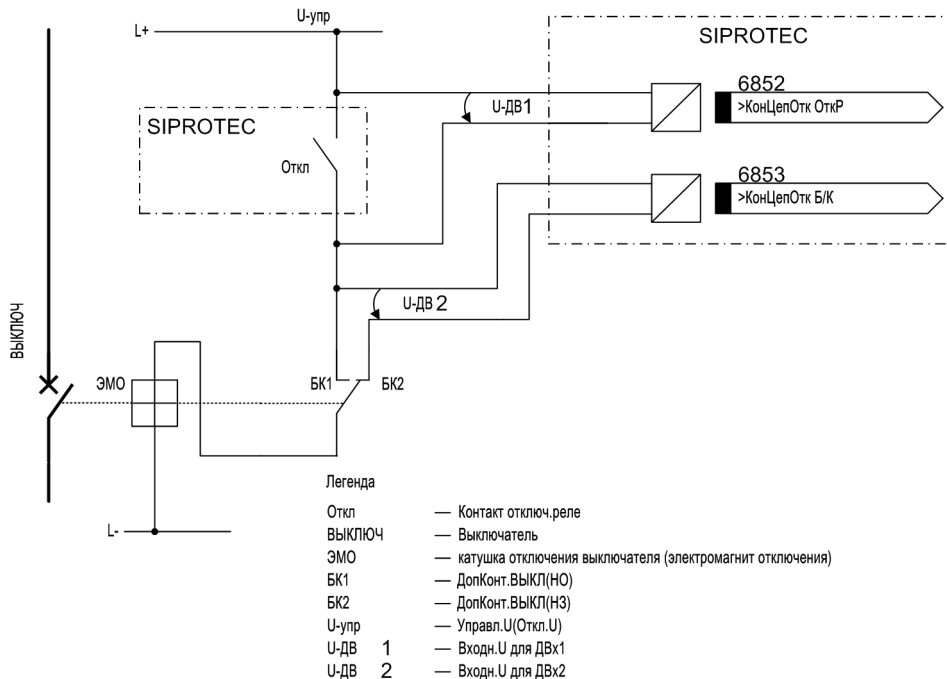 U-упр
L+
SIPROTEC
6852
>КонЦепОтк ОткР
U-ДВ1
SIPROTEC
Откл
6853
>КонЦепОтк Б/К
U-ДВ 2
ВЫКЛЮЧ
ЭМО
БК1
БК2
L-
Легенда
Откл — Контакт отключ.реле
ВЫКЛЮЧ — Выключатель
ЭМО — катушка отключения выключателя (электромагнит отключения)
БК1 — ДопКонт.ВЫКЛ(НО)
БК2 — ДопКонт.ВЫКЛ(НЗ)
U-упр — Управл.U(Откл.U)
U-ДВ 1 — Входн.U для ДВх1
U-ДВ 2 — Входн.U для ДВх2